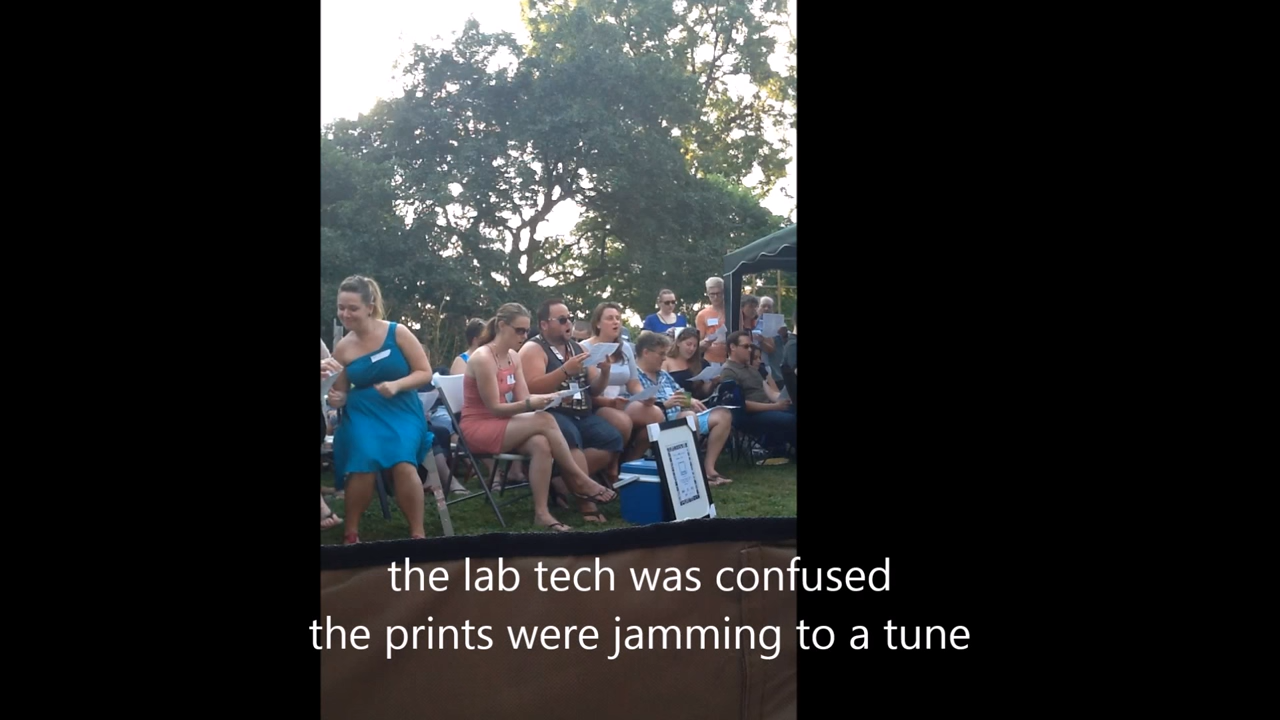 the lab tech was confused
the prints were jamming to a tune